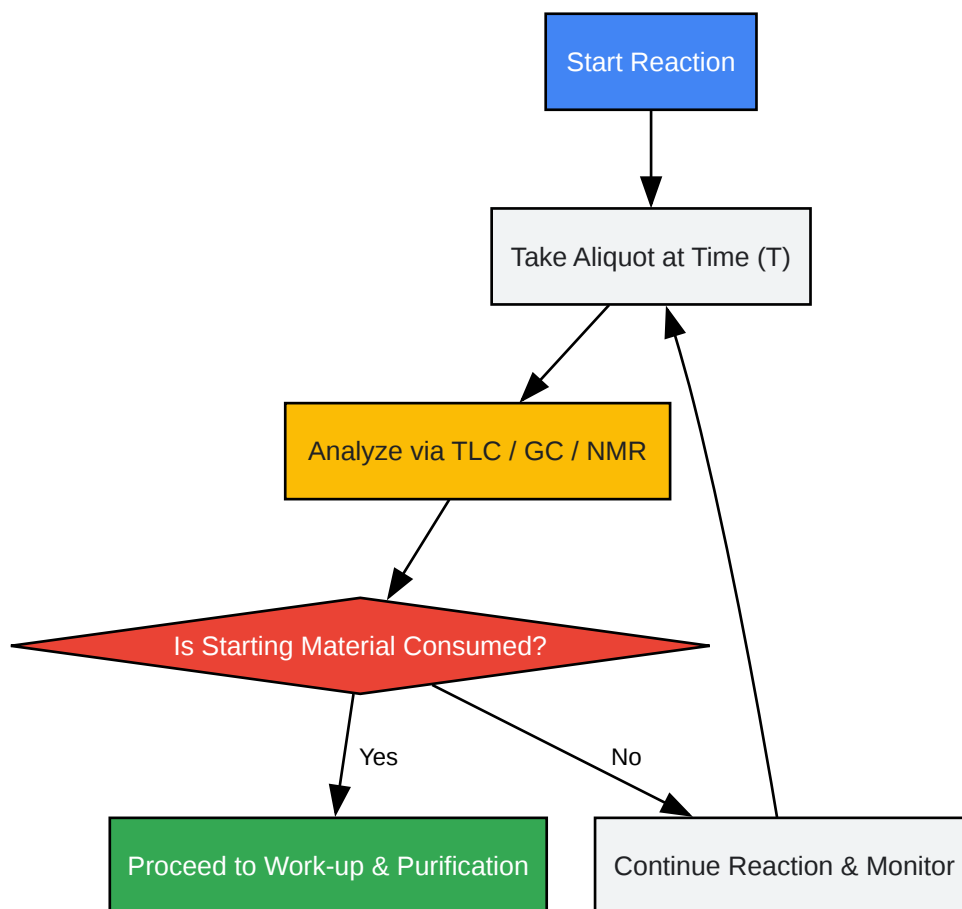 Start Reaction
Take Aliquot at Time (T)
Analyze via TLC / GC / NMR
Is Starting Material Consumed?
Yes
No
Proceed to Work-up & Purification
Continue Reaction & Monitor